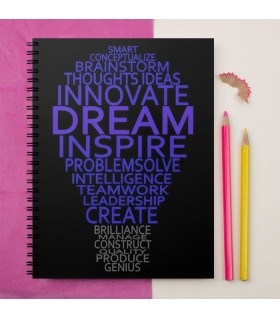 SMART
CONCEPTUALIZE
BRAINSTORM
THOUGHTS IDEAS
INNOVATE
DREAM
INSPIRE
PROBLEMSOLVE
INTELLIGENCE
TEAMWORK
LEADERSHIP
CREATE
BRILLIANCE
MANAGE
CONSTRUCT
QUALITY
PRODUCE
GENIUS